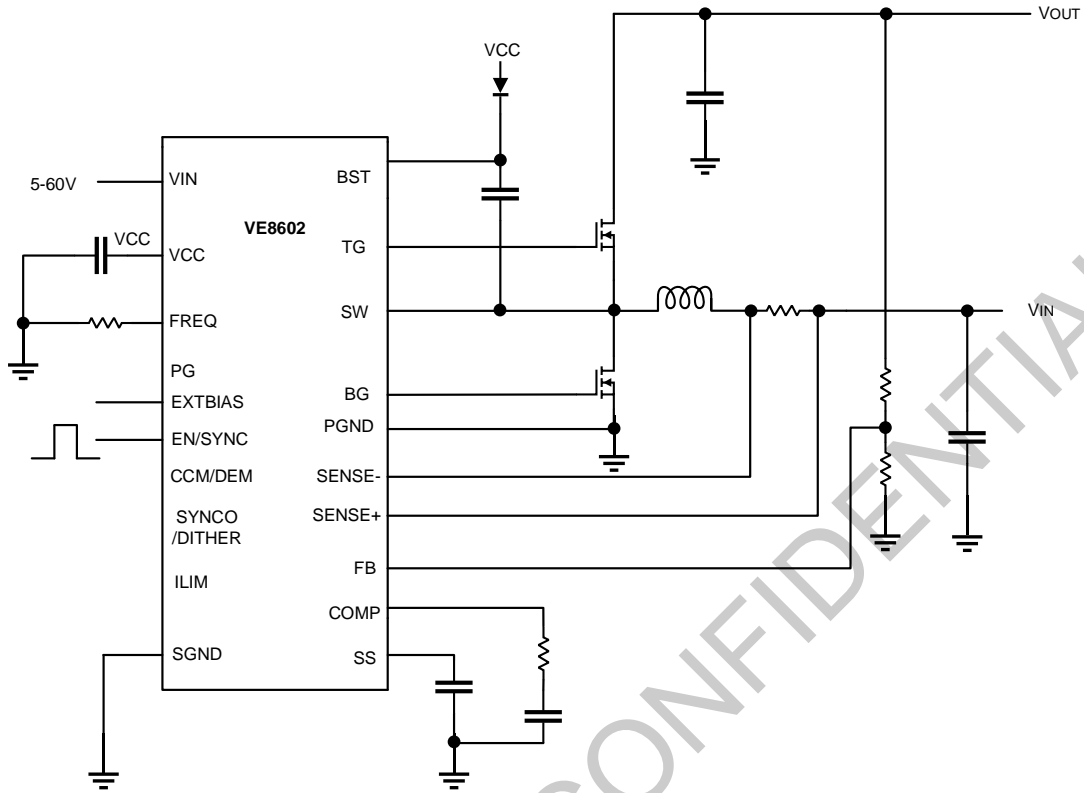 VOUT
VCC
VIN
BST
5-60V
VE8602
VCC
VCC
TG
SW
VIN
FREQ
PG
BG
EXTBIAS
PGND
EN/SYNC
CCM/DEM
SENSE-
SYNCO
/DITHER
SENSE+
FB
ILIM
COMP
SGND
SS
CONFIDENTIAL